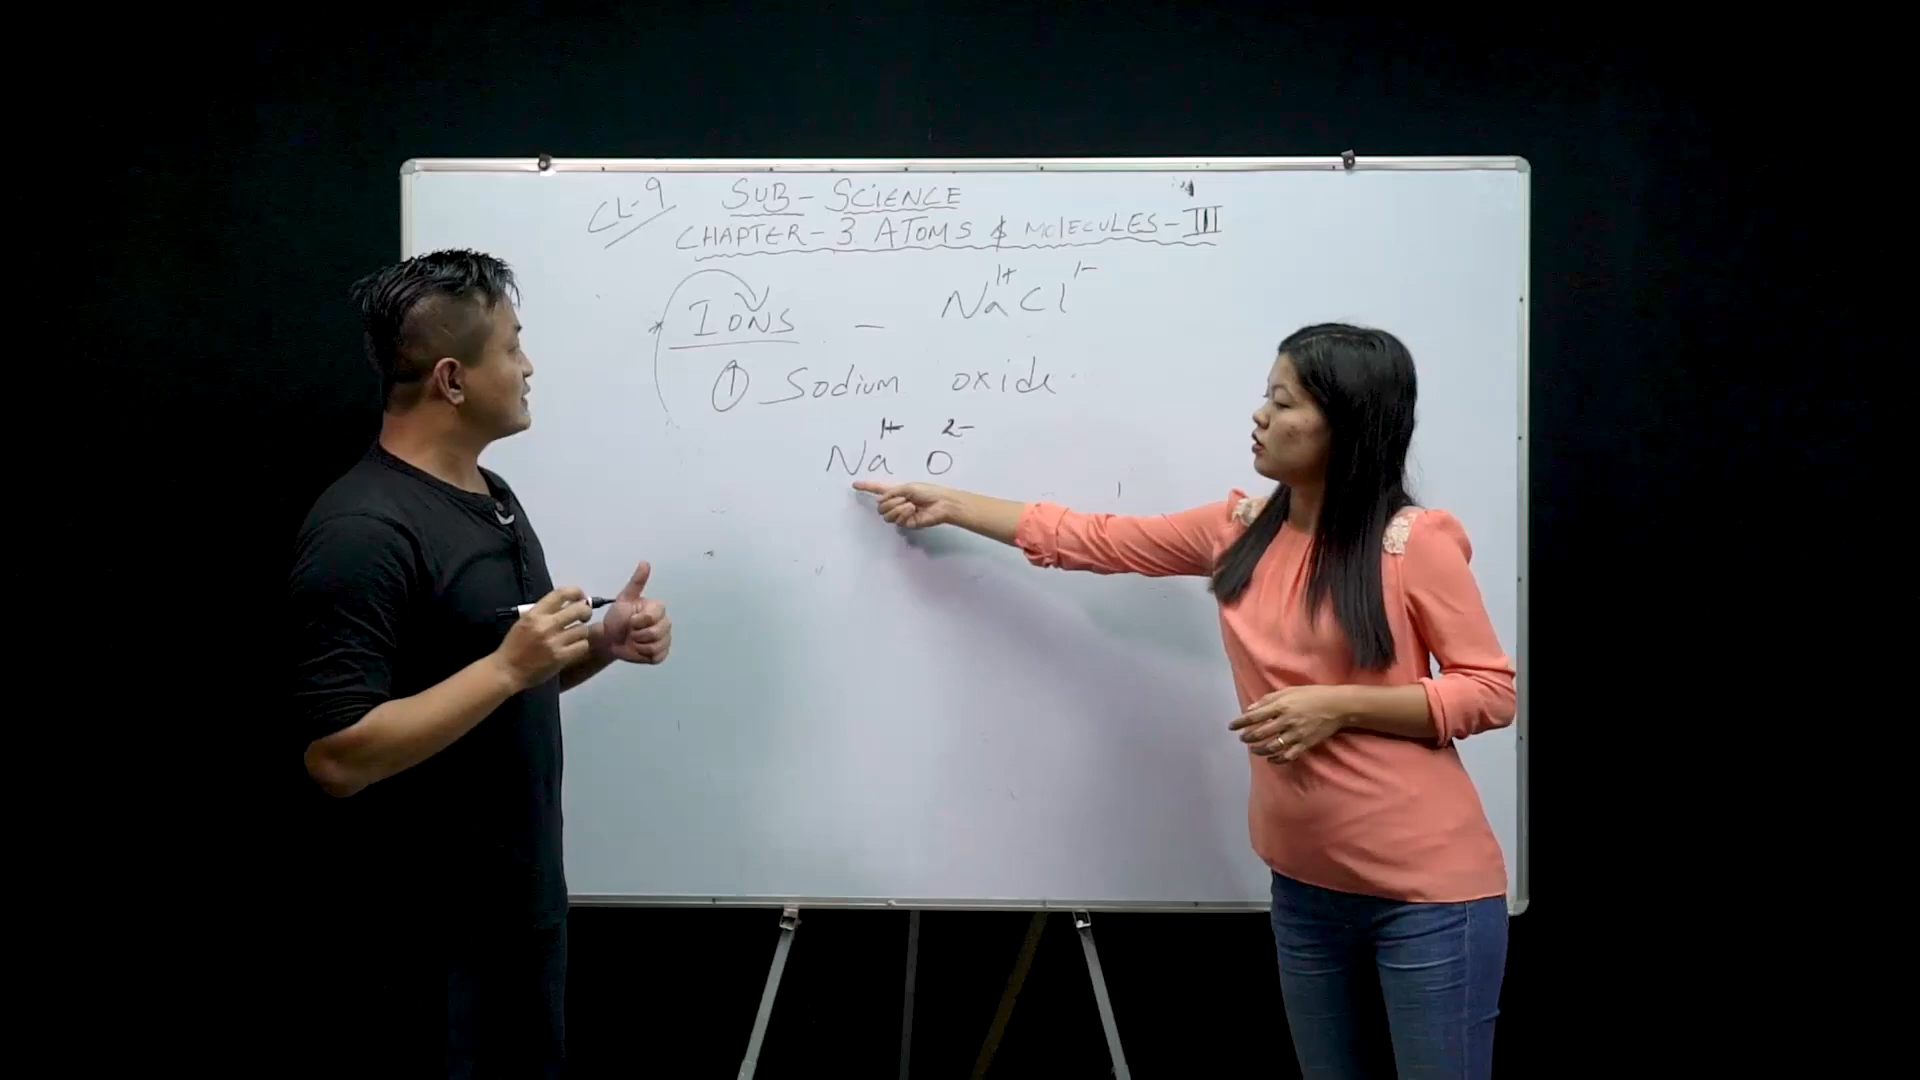 CL-9 SUB-SCIENCE
CHAPTER-3. ATOMS & MOLECULES-III
IONS - Na¹⁺Cl¹⁻
① Sodium oxide
Na¹⁺ O²⁻